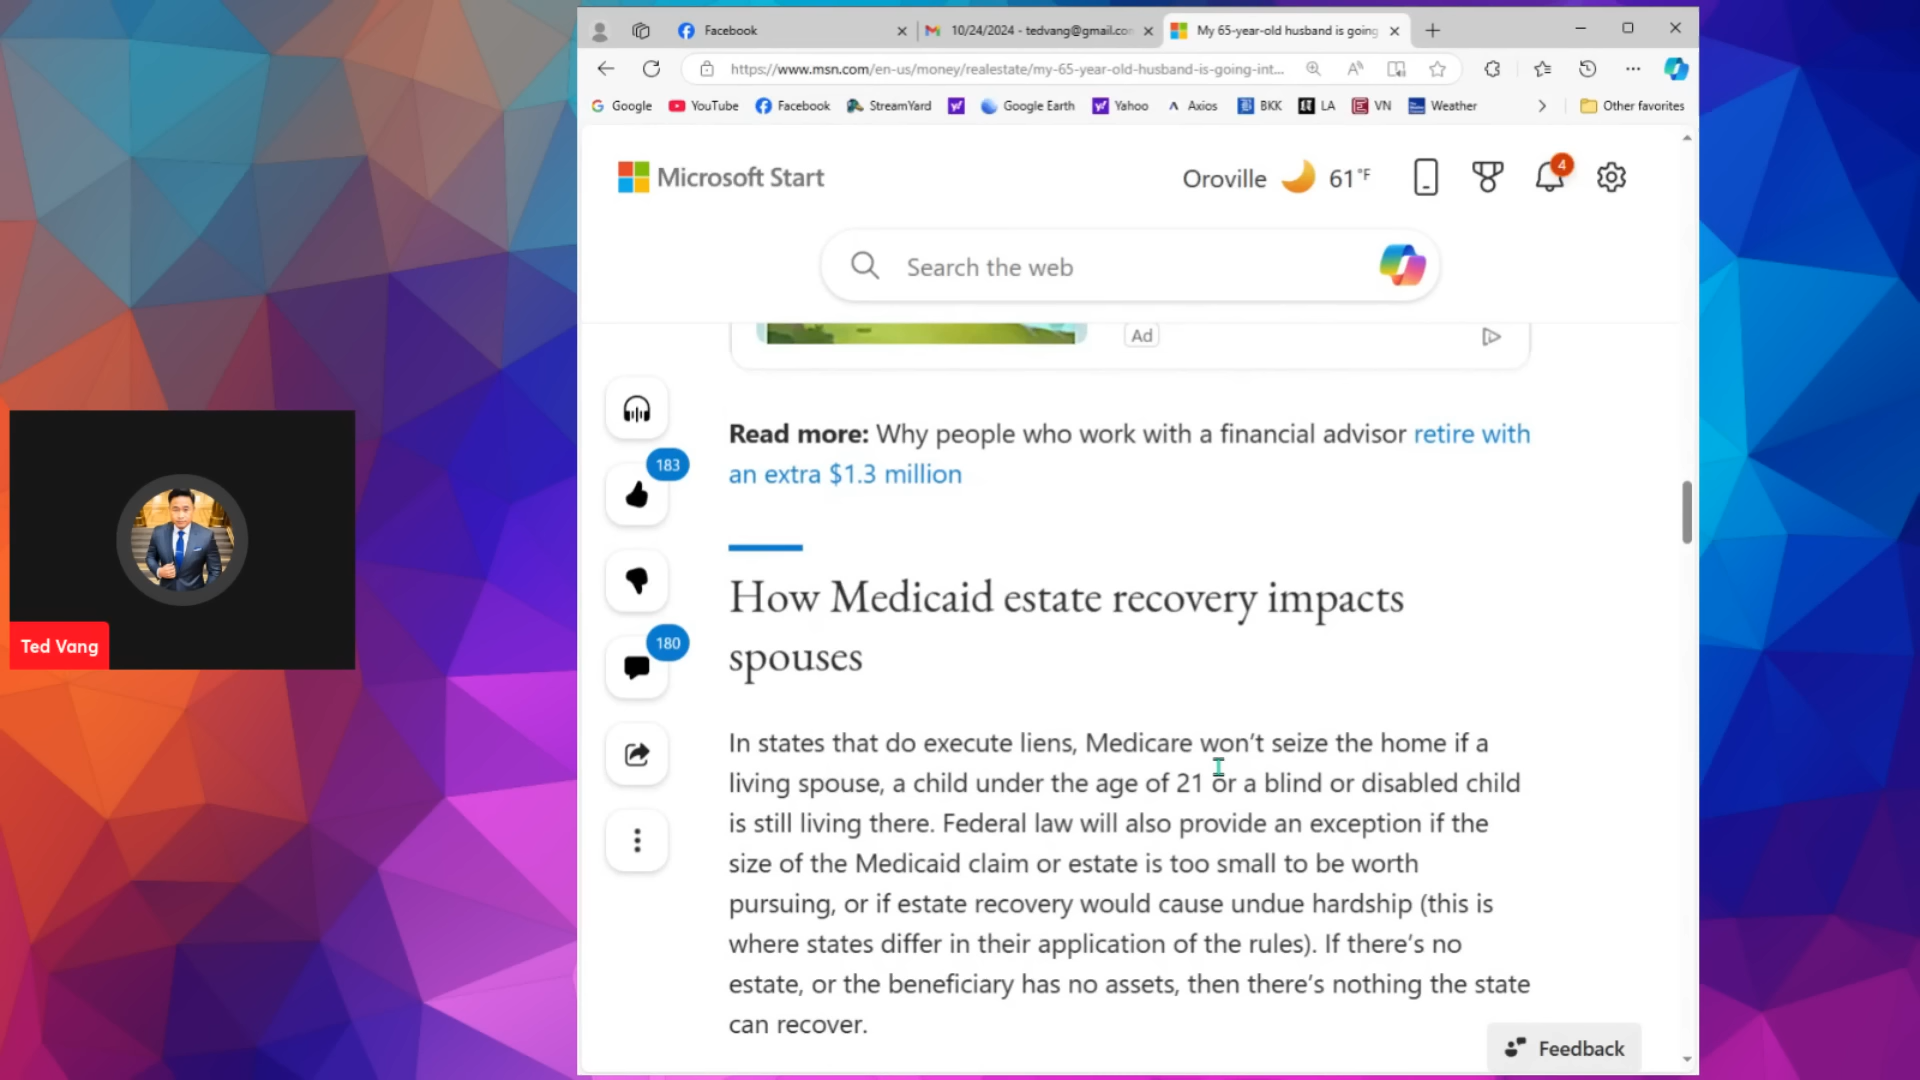 Facebook
10/24/2024 - tedvang@gmail.co
My 65-year-old husband is going
https://www.msn.com/en-us/money/realestate/my-65-year-old-husband-is-going-int...
Google
YouTube
Facebook
StreamYard
Google Earth
Yahoo
Axios
BKK
LA
VN
Weather
Other favorites
Microsoft Start
Oroville
61°F
4
Search the web
Ad
Read more: Why people who work with a financial advisor retire with
an extra $1.3 million
183
How Medicaid estate recovery impacts
spouses
180
Ted Vang
In states that do execute liens, Medicare won’t seize the home if a
living spouse, a child under the age of 21 or a blind or disabled child
is still living there. Federal law will also provide an exception if the
size of the Medicaid claim or estate is too small to be worth
pursuing, or if estate recovery would cause undue hardship (this is
where states differ in their application of the rules). If there’s no
estate, or the beneficiary has no assets, then there’s nothing the state
can recover.
Feedback